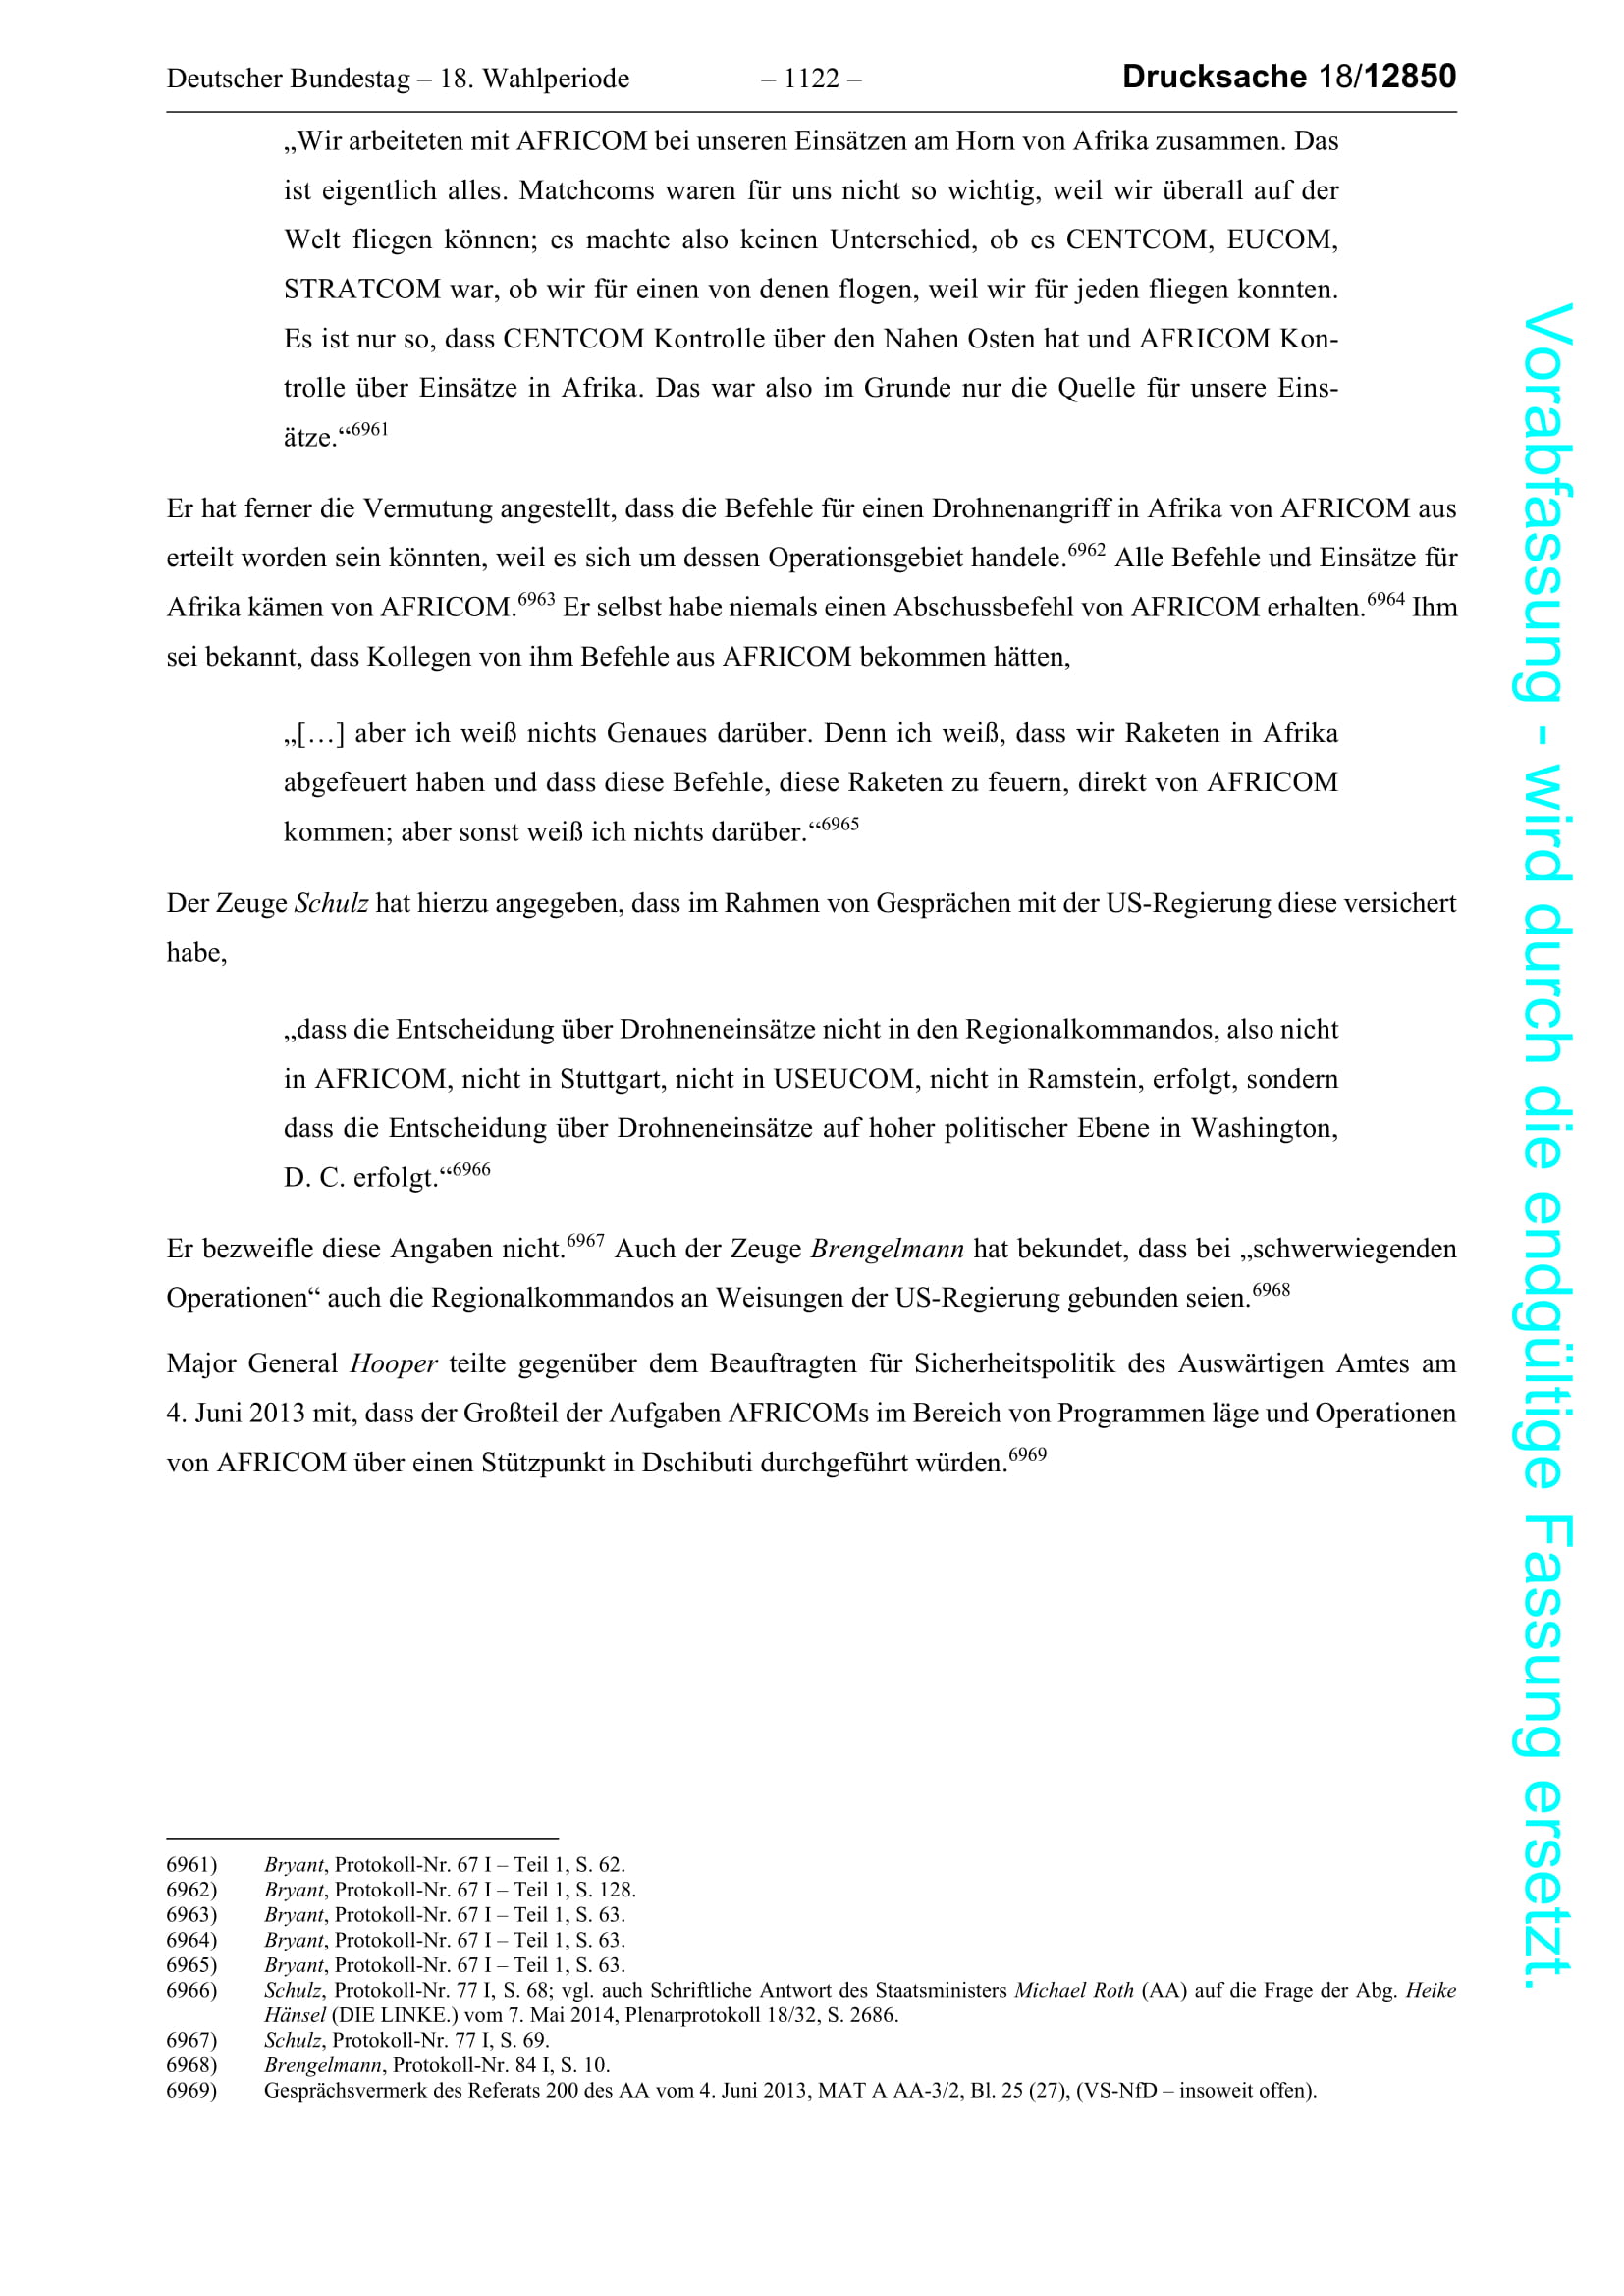 Deutscher Bundestag – 18. Wahlperiode – 1122 – Drucksache 18/12850
„Wir arbeiteten mit AFRICOM bei unseren Einsätzen am Horn von Afrika zusammen. Das
ist eigentlich alles. Matchcoms waren für uns nicht so wichtig, weil wir überall auf der
Welt fliegen können; es machte also keinen Unterschied, ob es CENTCOM, EUCOM,
STRATCOM war, ob wir für einen von denen flogen, weil wir für jeden fliegen konnten.
Es ist nur so, dass CENTCOM Kontrolle über den Nahen Osten hat und AFRICOM Kon-
trolle über Einsätze in Afrika. Das war also im Grunde nur die Quelle für unsere Eins-
ätze.“6961
Er hat ferner die Vermutung angestellt, dass die Befehle für einen Drohnenangriff in Afrika von AFRICOM aus
erteilt worden sein könnten, weil es sich um dessen Operationsgebiet handele.6962 Alle Befehle und Einsätze für
Afrika kämen von AFRICOM.6963 Er selbst habe niemals einen Abschussbefehl von AFRICOM erhalten.6964 Ihm
sei bekannt, dass Kollegen von ihm Befehle aus AFRICOM bekommen hätten,
„[…] aber ich weiß nichts Genaues darüber. Denn ich weiß, dass wir Raketen in Afrika
abgefeuert haben und dass diese Befehle, diese Raketen zu feuern, direkt von AFRICOM
kommen; aber sonst weiß ich nichts darüber.“6965
Der Zeuge Schulz hat hierzu angegeben, dass im Rahmen von Gesprächen mit der US-Regierung diese versichert
habe,
„dass die Entscheidung über Drohneneinsätze nicht in den Regionalkommandos, also nicht
in AFRICOM, nicht in Stuttgart, nicht in USEUCOM, nicht in Ramstein, erfolgt, sondern
dass die Entscheidung über Drohneneinsätze auf hoher politischer Ebene in Washington,
D. C. erfolgt.“6966
Er bezweifle diese Angaben nicht.6967 Auch der Zeuge Brengelmann hat bekundet, dass bei „schwerwiegenden
Operationen“ auch die Regionalkommandos an Weisungen der US-Regierung gebunden seien.6968
Major General Hooper teilte gegenüber dem Beauftragten für Sicherheitspolitik des Auswärtigen Amtes am
4. Juni 2013 mit, dass der Großteil der Aufgaben AFRICOMs im Bereich von Programmen läge und Operationen
von AFRICOM über einen Stützpunkt in Dschibuti durchgeführt würden.6969
6961) Bryant, Protokoll-Nr. 67 I – Teil 1, S. 62.
6962) Bryant, Protokoll-Nr. 67 I – Teil 1, S. 128.
6963) Bryant, Protokoll-Nr. 67 I – Teil 1, S. 63.
6964) Bryant, Protokoll-Nr. 67 I – Teil 1, S. 63.
6965) Bryant, Protokoll-Nr. 67 I – Teil 1, S. 63.
6966) Schulz, Protokoll-Nr. 77 I, S. 68; vgl. auch Schriftliche Antwort des Staatsministers Michael Roth (AA) auf die Frage der Abg. Heike
Hänsel (DIE LINKE.) vom 7. Mai 2014, Plenarprotokoll 18/32, S. 2686.
6967) Schulz, Protokoll-Nr. 77 I, S. 69.
6968) Brengelmann, Protokoll-Nr. 84 I, S. 10.
6969) Gesprächsvermerk des Referats 200 des AA vom 4. Juni 2013, MAT A AA-3/2, Bl. 25 (27), (VS-NfD – insoweit offen).
Vorabfassung - wird durch die endgültige Fassung ersetzt.